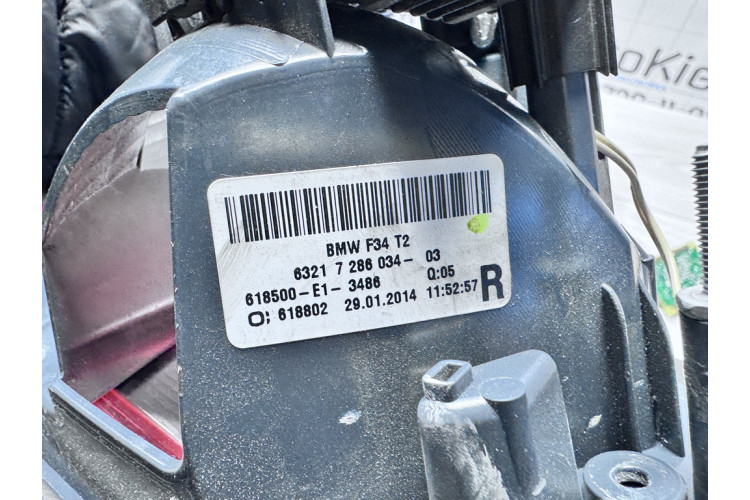 BMW F34 T2
6321 7 286 034- 03
618500-E1- 3486 Q:05
O; 618802 29.01.2014 11:52:57 R